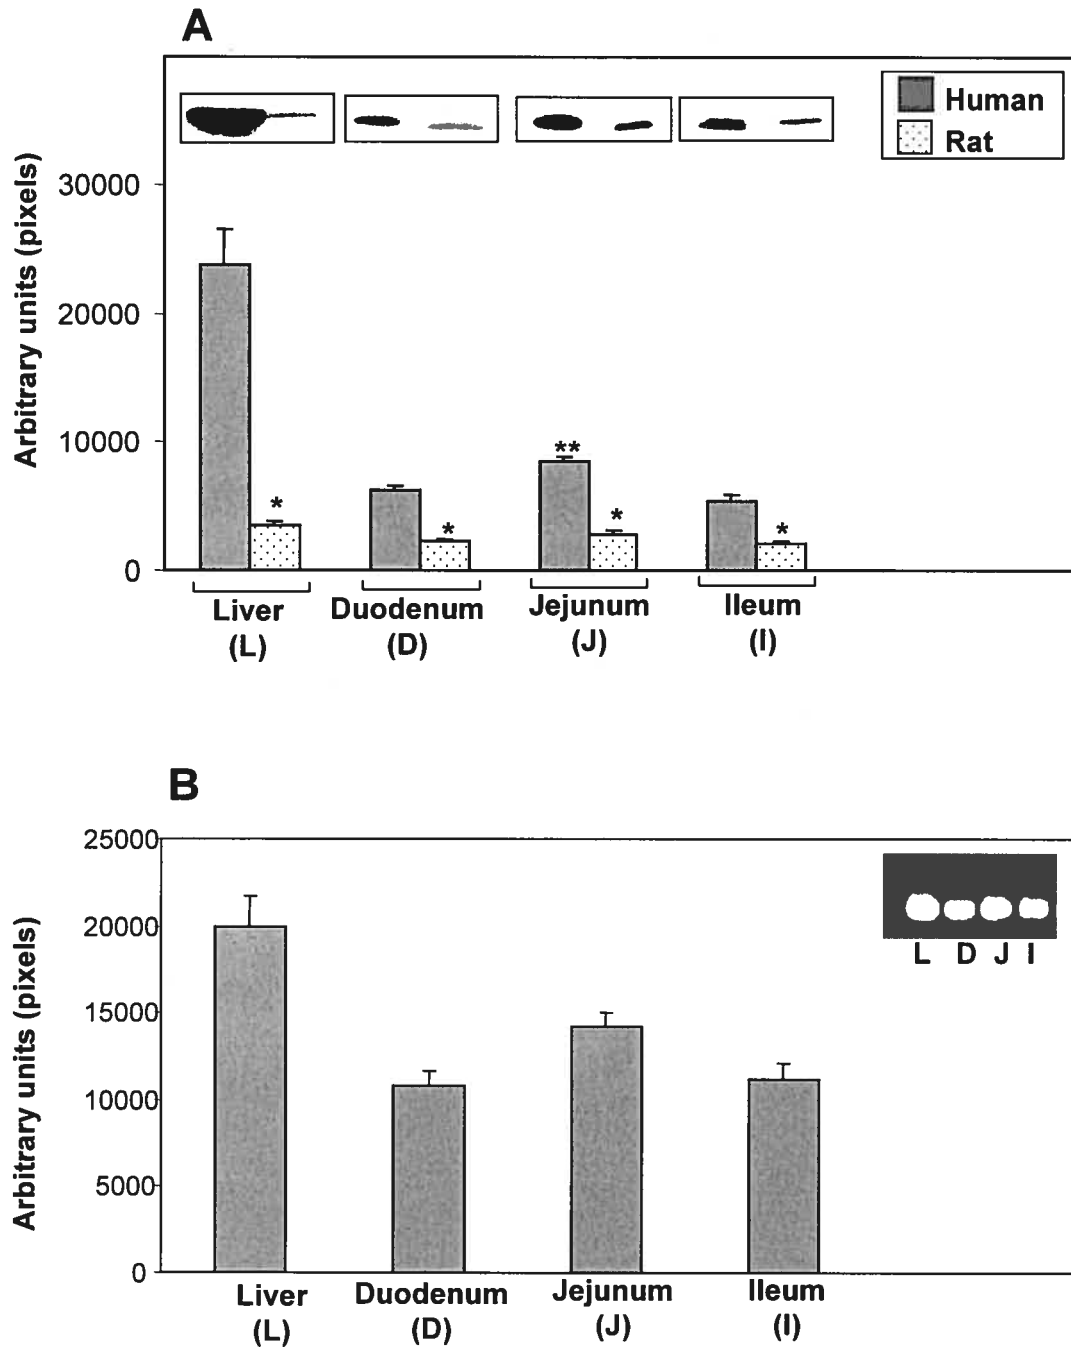 A
Human
Rat
Arbitrary units (pixels)
30000
20000
10000
0
*
*
**
*
*
Liver Duodenum Jejunum Ileum
(L) (D) (J) (I)
B
Arbitrary units (pixels)
25000
20000
15000
10000
5000
0
L D J I
Liver Duodenum Jejunum Ileum
(L) (D) (J) (I)